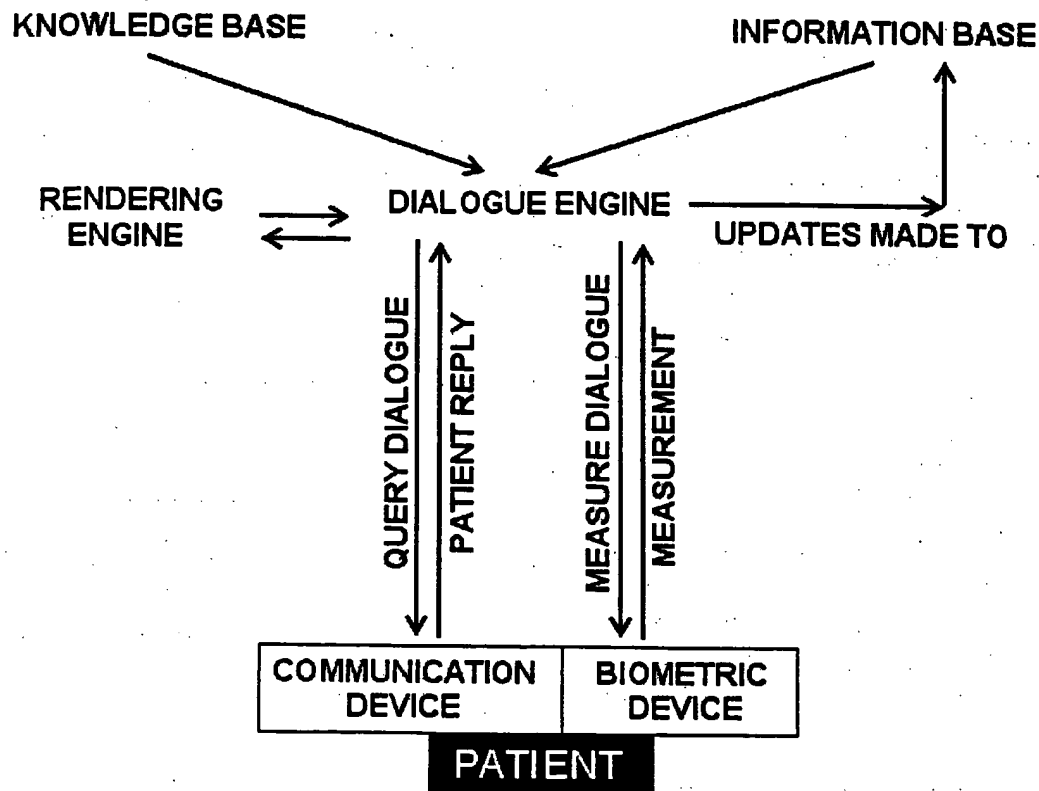 KNOWLEDGE BASE
INFORMATION BASE
RENDERING
ENGINE
DIALOGUE ENGINE
UPDATES MADE TO
QUERY DIALOGUE
PATIENT REPLY
MEASURE DIALOGUE
MEASUREMENT
COMMUNICATION
DEVICE
BIOMETRIC
DEVICE
PATIENT